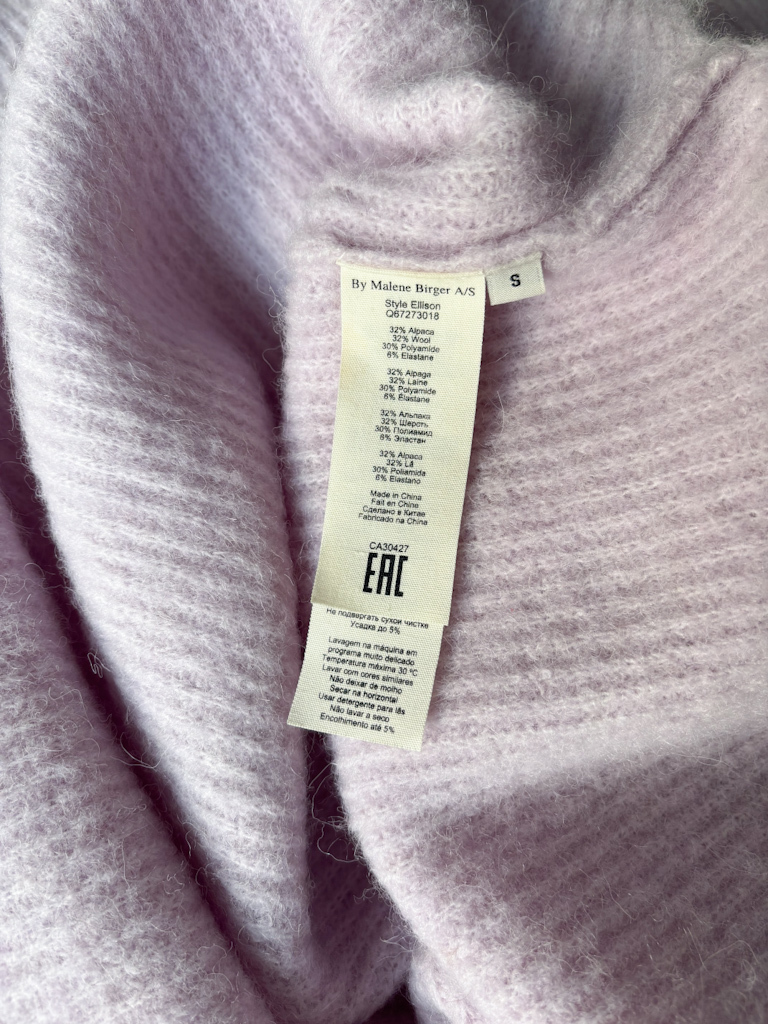 By Malene Birger A/S
S
Style Ellison
Q67273018
32% Alpaca
32% Wool
30% Polyamide
6% Elastane
32% Alpaga
32% Laine
30% Polyamide
6% Élastane
32% Альпака
32% Шерсть
30% Полиамид
6% Эластан
32% Alpaca
32% Lã
30% Poliamida
6% Elastano
Made in China
Fait en Chine
Сделано в Китае
Fabricado na China
CA30427
EAC
Не подвергать сухой чистке
Усадка до 5%
Lavagem na máquina em
programa muito delicado
Temperatura máxima 30 ºC
Lavar com cores similares
Não deixar de molho
Secar na horizontal
Usar detergente para lãs
Não lavar a seco
Encolhimento até 5%